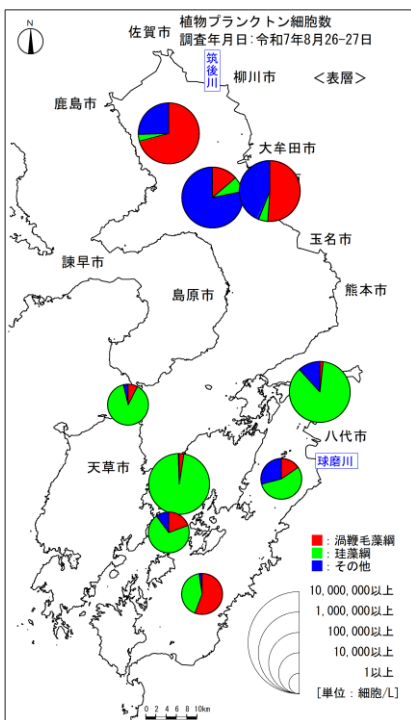 植物プランクトン細胞数
調査年月日:令和7年8月26-27日
<表層>
N
佐賀市
筑後川
柳川市
鹿島市
大牟田市
玉名市
諫早市
島原市
熊本市
八代市
球磨川
天草市
:渦鞭毛藻綱
:珪藻綱
:その他
10,000,000以上
1,000,000以上
100,000以上
10,000以上
1以上
[単位:細胞/L]
0 2 4 6 8 10km